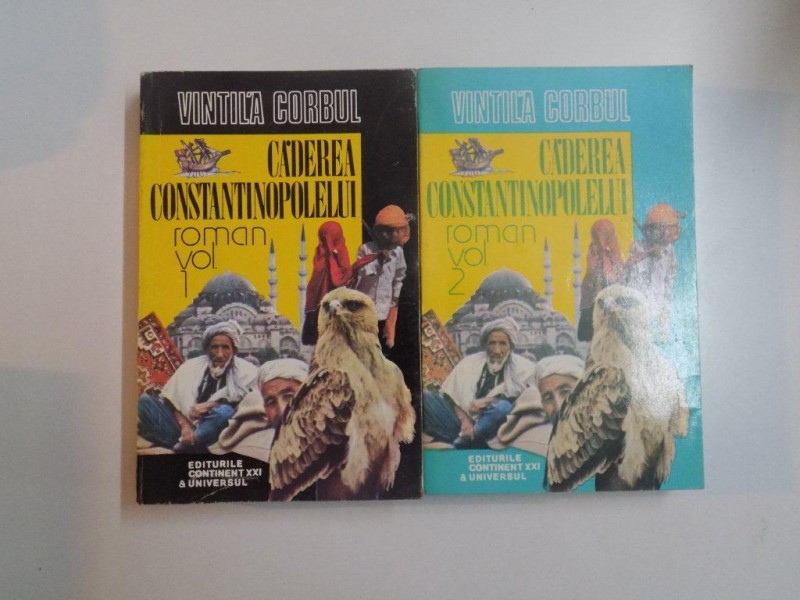 VINTILĂ CORBUL
CĂDEREA
CONSTANTINOPOLELUI
roman
vol.
1
EDITURILE
CONTINENT XXI
& UNIVERSUL
VINTILĂ CORBUL
CĂDEREA
CONSTANTINOPOLELUI
roman
vol
2
EDITURILE
CONTINENT XXI
& UNIVERSUL